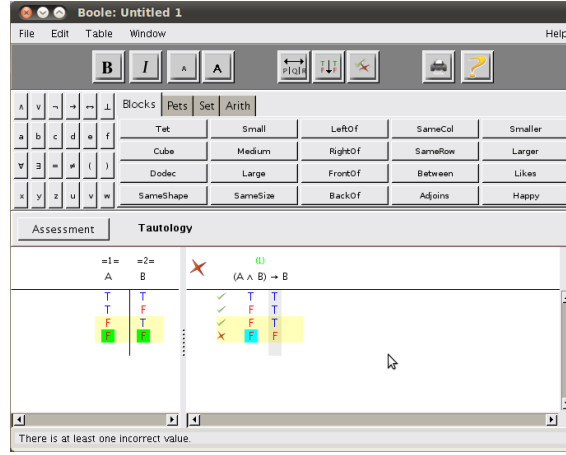 Boole: Untitled 1
File Edit Table Window Help
B I A A P|Q|R T T F F
∧ ∨ ¬ → ↔ ⊥ Blocks Pets Set Arith
a b c d e f Tet Small LeftOf SameCol Smaller
Cube Medium RightOf SameRow Larger
∀ ∃ = ≠ ( ) Dodec Large FrontOf Between Likes
x y z u v w SameShape SameSize BackOf Adjoins Happy
Assessment Tautology
=1= =2= (1)
A B (A ∧ B) → B
T T ✓ T T
T F ✓ F T
F T ✓ F T
F F × F F
There is at least one incorrect value.